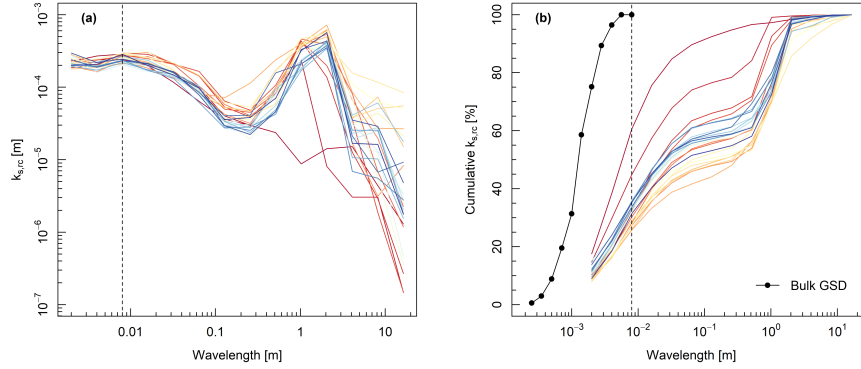 (a)
k_s,rc [m]
10^-3
10^-4
10^-5
10^-6
10^-7
0.01
0.1
1
10
Wavelength [m]
(b)
Cumulative k_s,rc [%]
100
80
60
40
20
0
10^-3
10^-2
10^-1
10^0
10^1
Wavelength [m]
Bulk GSD